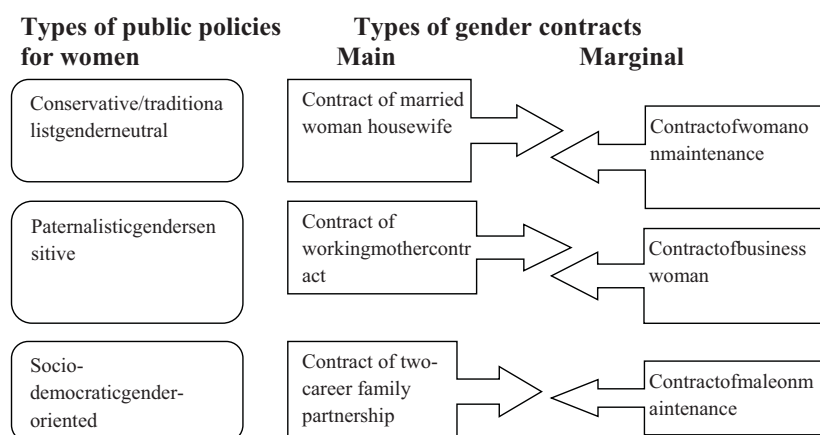 Types of public policies
for women
Types of gender contracts
Main
Marginal
Conservative/traditiona
listgenderneutral
Contract of married
woman housewife
Contractofwomano
nmaintenance
Paternalisticgendersen
sitive
Contract of
workingmothercontr
act
Contractofbusiness
woman
Socio-
democraticgender-
oriented
Contract of two-
career family
partnership
Contractofmaleonm
aintenance